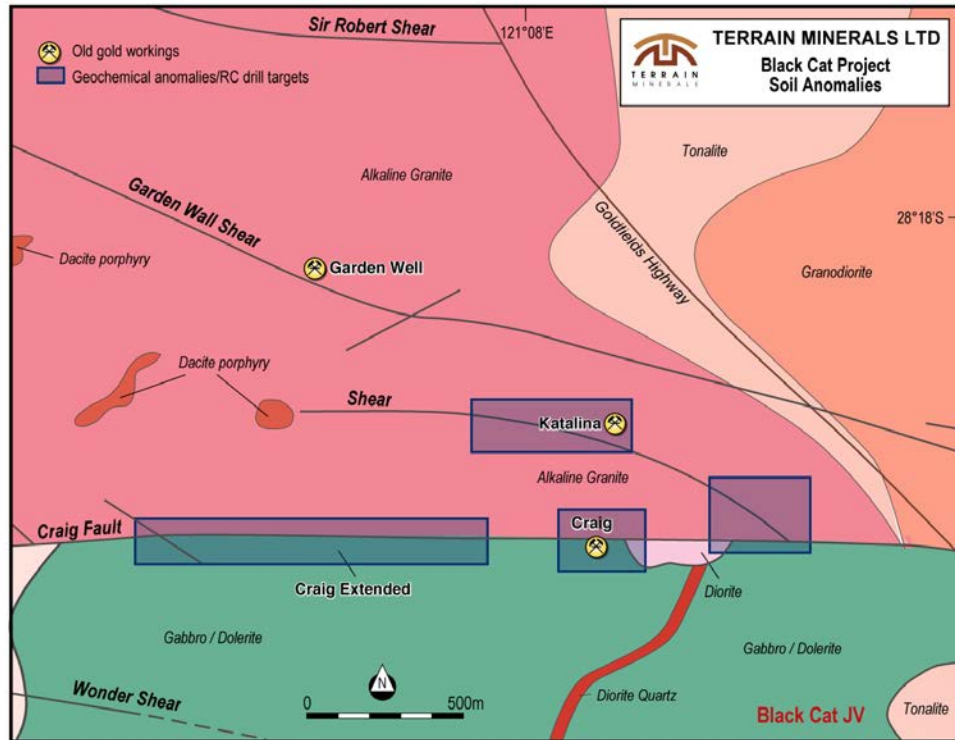 Sir Robert Shear
121°08'E
Old gold workings
Geochemical anomalies/RC drill targets
TERRAIN
MINERALS
TERRAIN MINERALS LTD
Black Cat Project
Soil Anomalies
Tonalite
Alkaline Granite
Garden Wall Shear
Goldfields Highway
28°18'S
Dacite porphyry
Garden Well
Granodiorite
Dacite porphyry
Shear
Katalina
Alkaline Granite
Craig Fault
Craig
Craig Extended
Diorite
Gabbro / Dolerite
Gabbro / Dolerite
Wonder Shear
N
0
500m
Diorite Quartz
Black Cat JV
Tonalite